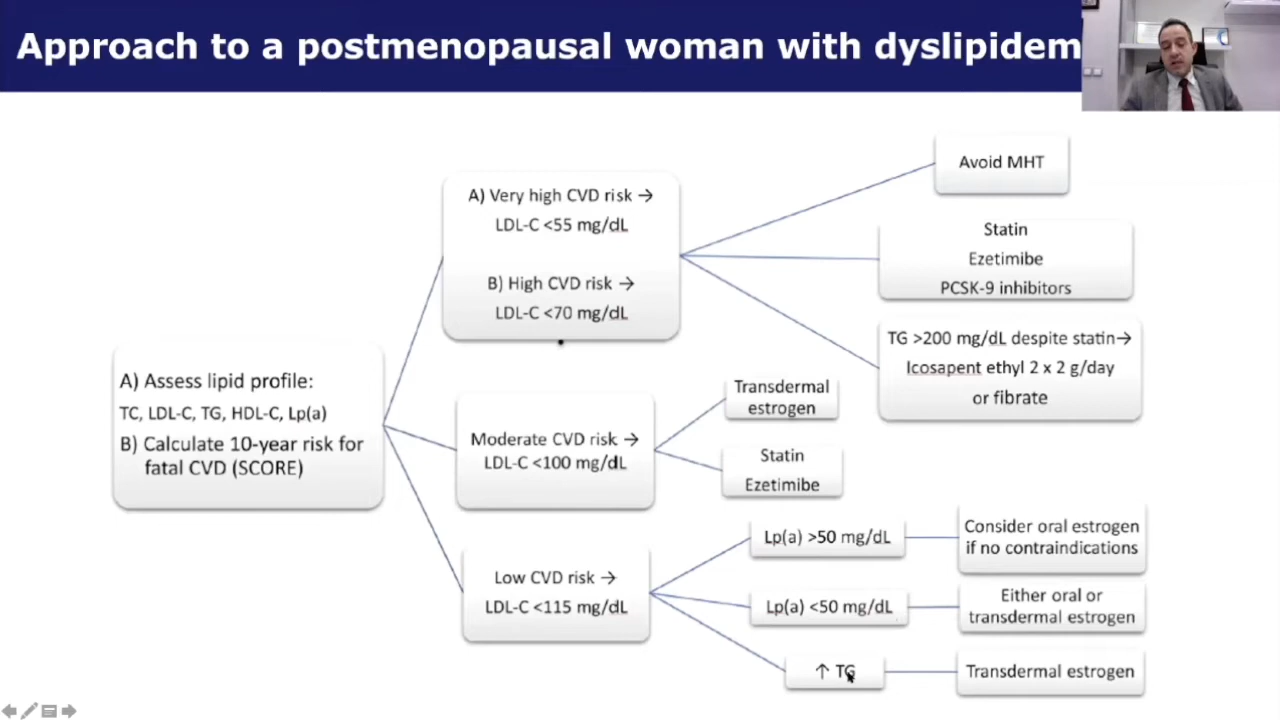 Approach to a postmenopausal woman with dyslipidem
A) Assess lipid profile:
TC, LDL-C, TG, HDL-C, Lp(a)
B) Calculate 10-year risk for
fatal CVD (SCORE)
A) Very high CVD risk →
LDL-C <55 mg/dL
B) High CVD risk →
LDL-C <70 mg/dL
Avoid MHT
Statin
Ezetimibe
PCSK-9 inhibitors
TG >200 mg/dL despite statin→
Icosapent ethyl 2 x 2 g/day
or fibrate
Moderate CVD risk →
LDL-C <100 mg/dL
Transdermal
estrogen
Statin
Ezetimibe
Low CVD risk →
LDL-C <115 mg/dL
Lp(a) >50 mg/dL
Consider oral estrogen
if no contraindications
Lp(a) <50 mg/dL
Either oral or
transdermal estrogen
↑ TG
Transdermal estrogen